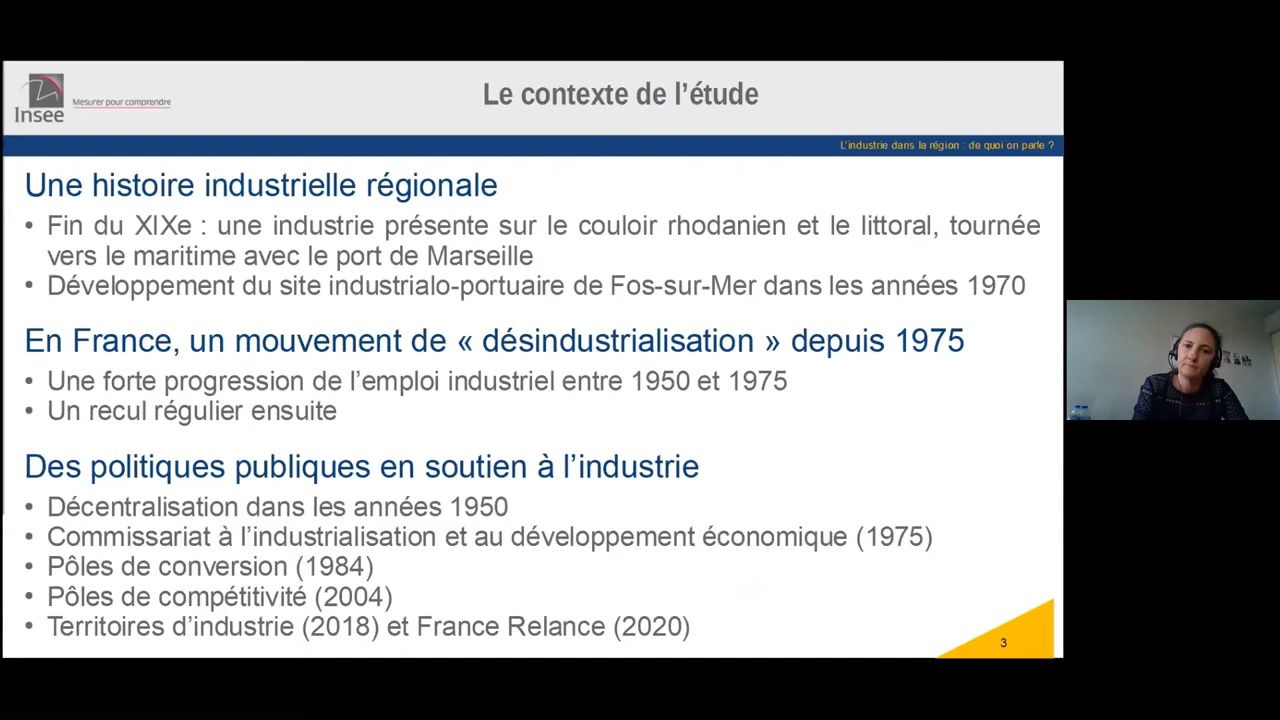 Insee
Mesurer pour comprendre
Le contexte de l’étude
L’industrie dans la région : de quoi on parle ?
Une histoire industrielle régionale
• Fin du XIXe : une industrie présente sur le couloir rhodanien et le littoral, tournée
vers le maritime avec le port de Marseille
• Développement du site industrialo-portuaire de Fos-sur-Mer dans les années 1970
En France, un mouvement de « désindustrialisation » depuis 1975
• Une forte progression de l’emploi industriel entre 1950 et 1975
• Un recul régulier ensuite
Des politiques publiques en soutien à l’industrie
• Décentralisation dans les années 1950
• Commissariat à l’industrialisation et au développement économique (1975)
• Pôles de conversion (1984)
• Pôles de compétitivité (2004)
• Territoires d’industrie (2018) et France Relance (2020)
3